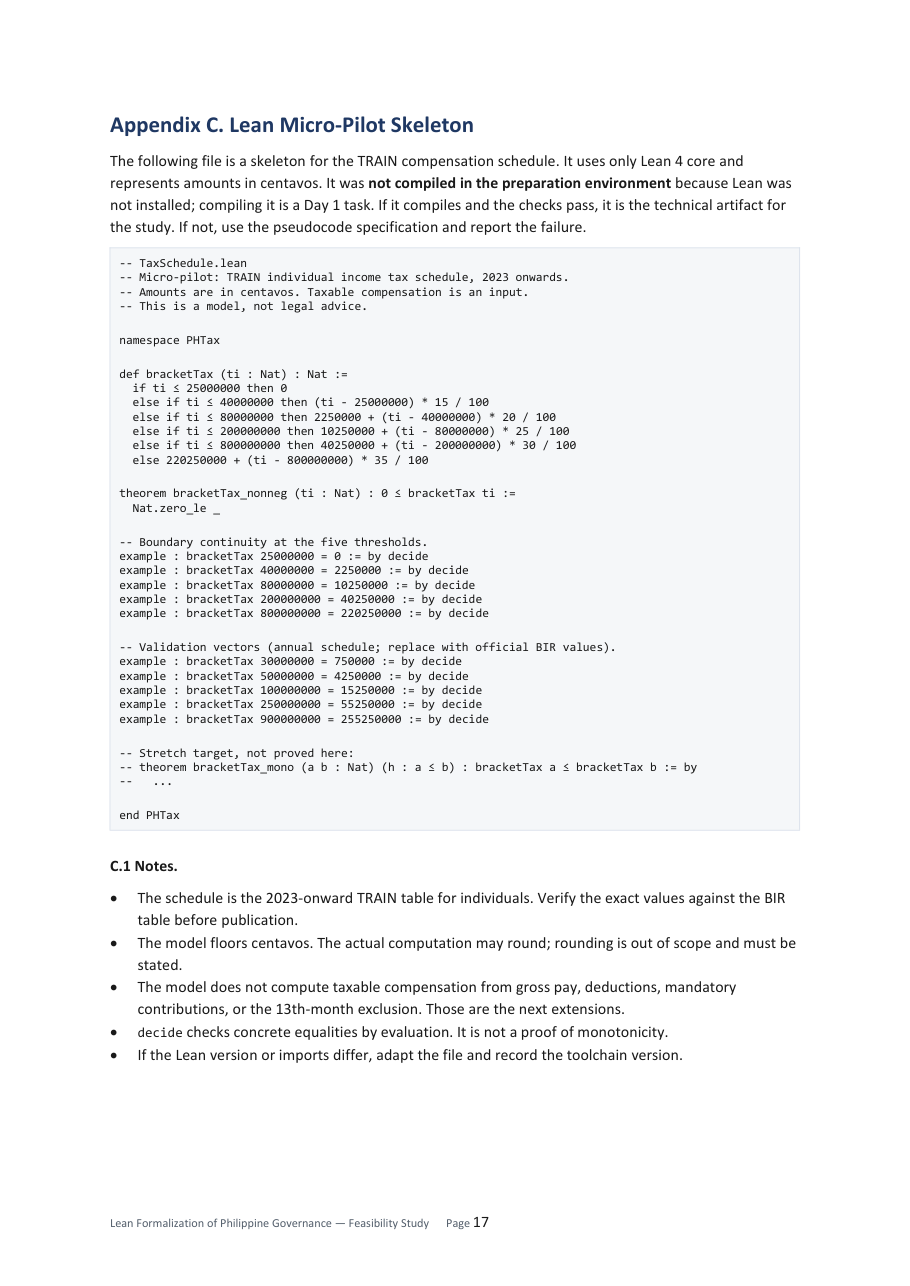 Appendix C. Lean Micro-Pilot Skeleton
The following file is a skeleton for the TRAIN compensation schedule. It uses only Lean 4 core and
represents amounts in centavos. It was not compiled in the preparation environment because Lean was
not installed; compiling it is a Day 1 task. If it compiles and the checks pass, it is the technical artifact for
the study. If not, use the pseudocode specification and report the failure.
-- TaxSchedule.lean
-- Micro-pilot: TRAIN individual income tax schedule, 2023 onwards.
-- Amounts are in centavos. Taxable compensation is an input.
-- This is a model, not legal advice.
namespace PHTax
def bracketTax (ti : Nat) : Nat :=
  if ti ≤ 25000000 then 0
  else if ti ≤ 40000000 then (ti - 25000000) * 15 / 100
  else if ti ≤ 80000000 then 2250000 + (ti - 40000000) * 20 / 100
  else if ti ≤ 200000000 then 10250000 + (ti - 80000000) * 25 / 100
  else if ti ≤ 800000000 then 40250000 + (ti - 200000000) * 30 / 100
  else 220250000 + (ti - 800000000) * 35 / 100
theorem bracketTax_nonneg (ti : Nat) : 0 ≤ bracketTax ti :=
  Nat.zero_le _
-- Boundary continuity at the five thresholds.
example : bracketTax 25000000 = 0 := by decide
example : bracketTax 40000000 = 2250000 := by decide
example : bracketTax 80000000 = 10250000 := by decide
example : bracketTax 200000000 = 40250000 := by decide
example : bracketTax 800000000 = 220250000 := by decide
-- Validation vectors (annual schedule; replace with official BIR values).
example : bracketTax 30000000 = 750000 := by decide
example : bracketTax 50000000 = 4250000 := by decide
example : bracketTax 100000000 = 15250000 := by decide
example : bracketTax 250000000 = 55250000 := by decide
example : bracketTax 900000000 = 255250000 := by decide
-- Stretch target, not proved here:
-- theorem bracketTax_mono (a b : Nat) (h : a ≤ b) : bracketTax a ≤ bracketTax b := by
--   ...
end PHTax
C.1 Notes.
• The schedule is the 2023-onward TRAIN table for individuals. Verify the exact values against the BIR
table before publication.
• The model floors centavos. The actual computation may round; rounding is out of scope and must be
stated.
• The model does not compute taxable compensation from gross pay, deductions, mandatory
contributions, or the 13th-month exclusion. Those are the next extensions.
• decide checks concrete equalities by evaluation. It is not a proof of monotonicity.
• If the Lean version or imports differ, adapt the file and record the toolchain version.
Lean Formalization of Philippine Governance — Feasibility Study Page 17